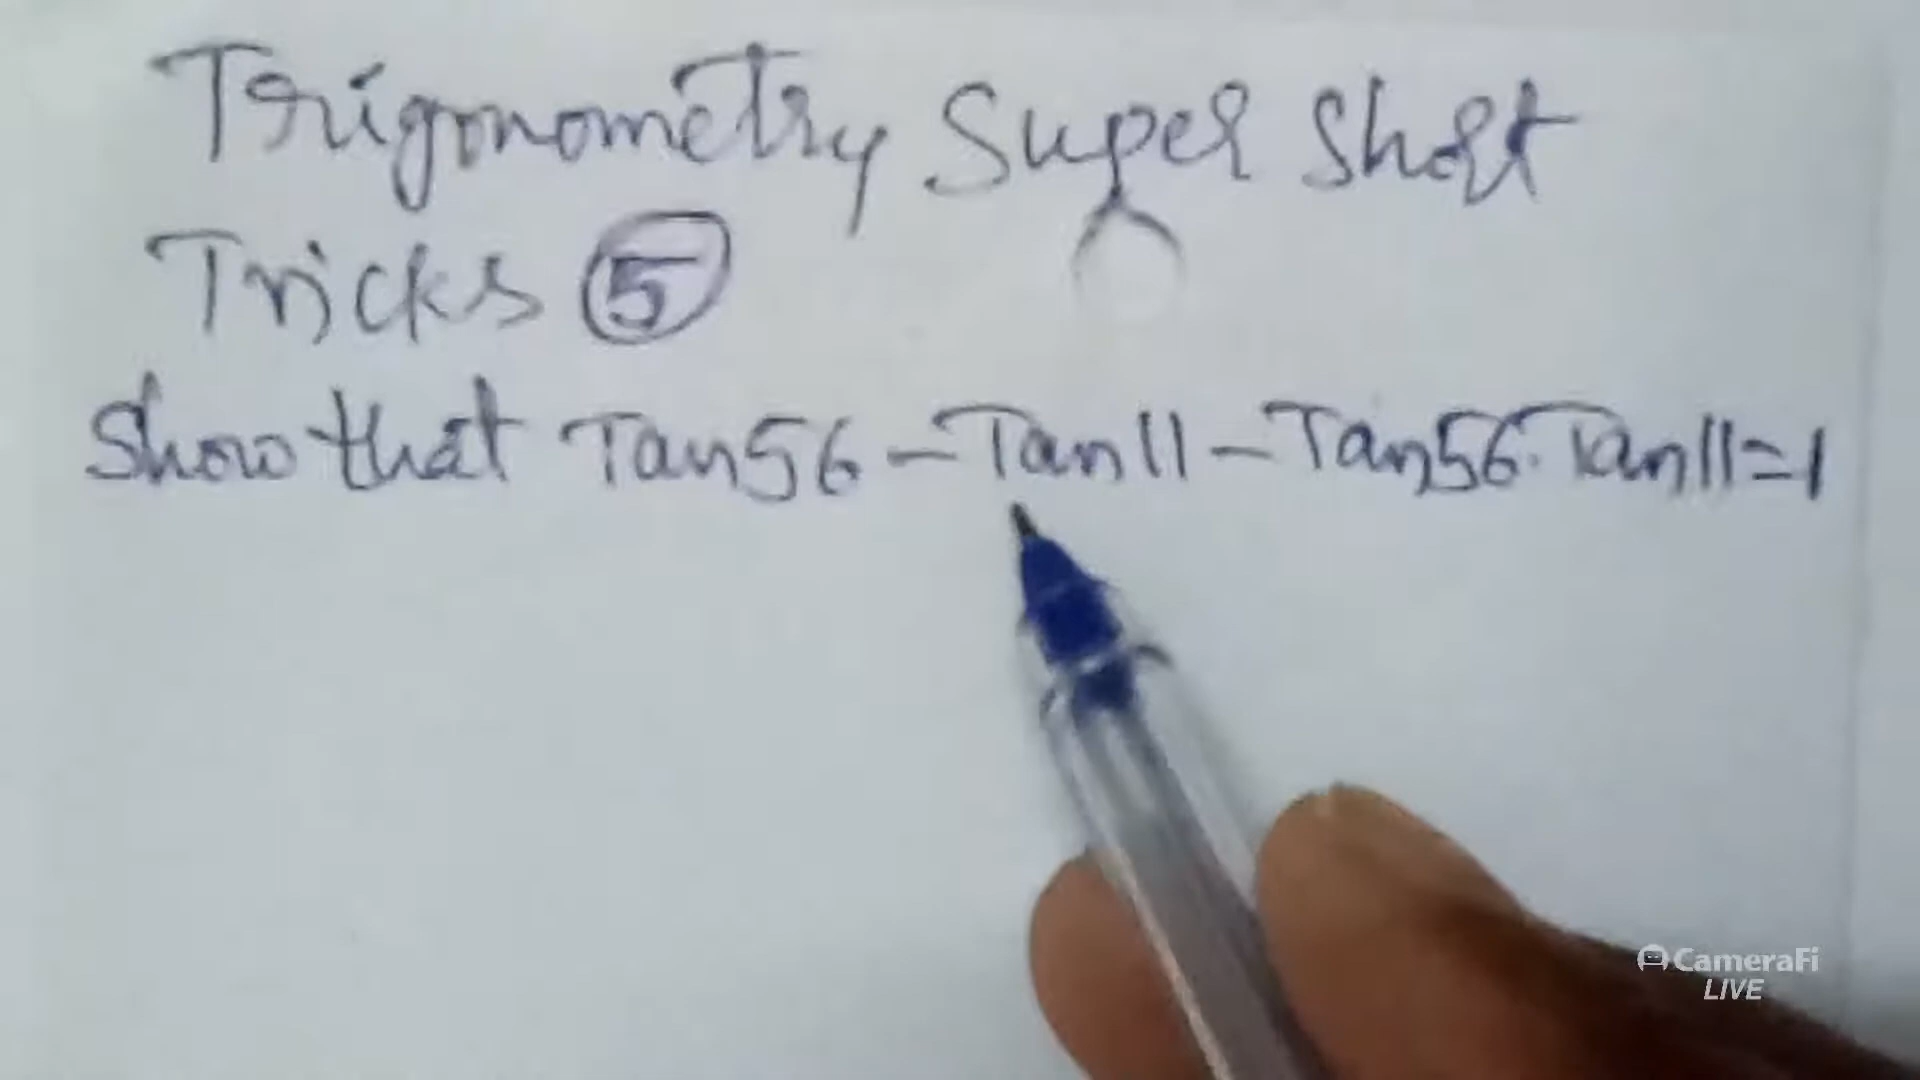 Trigonometry Super Short
Tricks 5
Show that Tan56 - Tan11 - Tan56.Tan11=1
CameraFi
LIVE